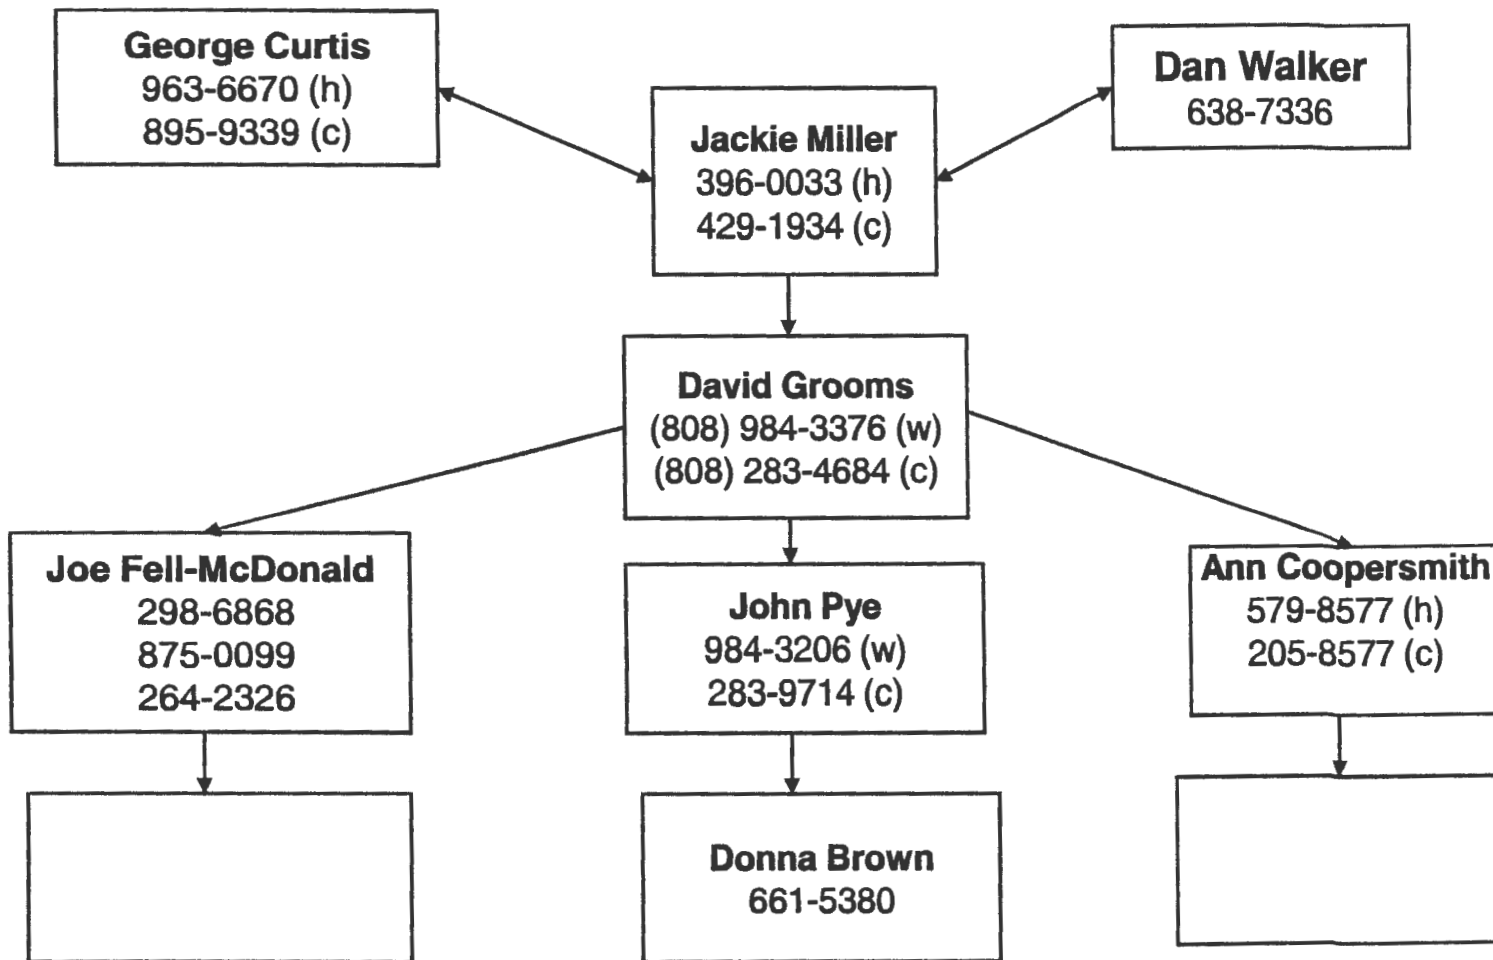 George Curtis
963-6670 (h)
895-9339 (c)
Dan Walker
638-7336
Jackie Miller
396-0033 (h)
429-1934 (c)
David Grooms
(808) 984-3376 (w)
(808) 283-4684 (c)
Joe Fell-McDonald
298-6868
875-0099
264-2326
John Pye
984-3206 (w)
283-9714 (c)
Ann Coopersmith
579-8577 (h)
205-8577 (c)
Donna Brown
661-5380